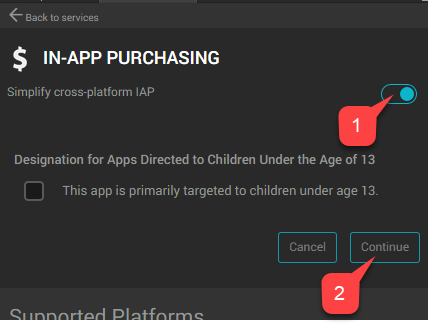 Back to services
$ IN-APP PURCHASING
Simplify cross-platform IAP
1
Designation for Apps Directed to Children Under the Age of 13
This app is primarily targeted to children under age 13.
Cancel Continue
2
Supported Platforms